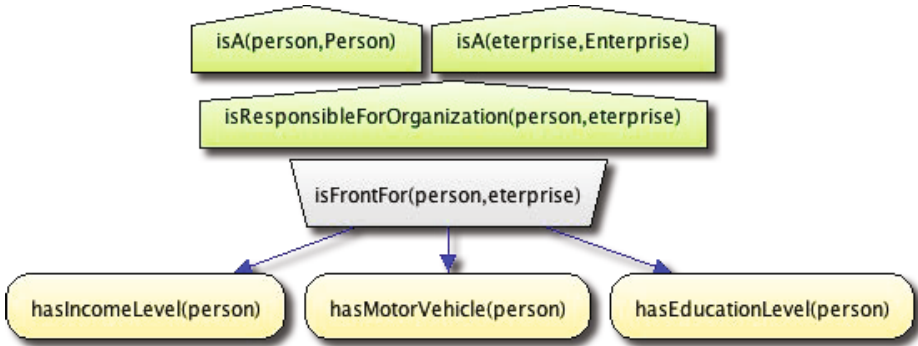 isA(person,Person)
isA(eterprise,Enterprise)
isResponsibleForOrganization(person,eterprise)
isFrontFor(person,eterprise)
hasIncomeLevel(person)
hasMotorVehicle(person)
hasEducationLevel(person)